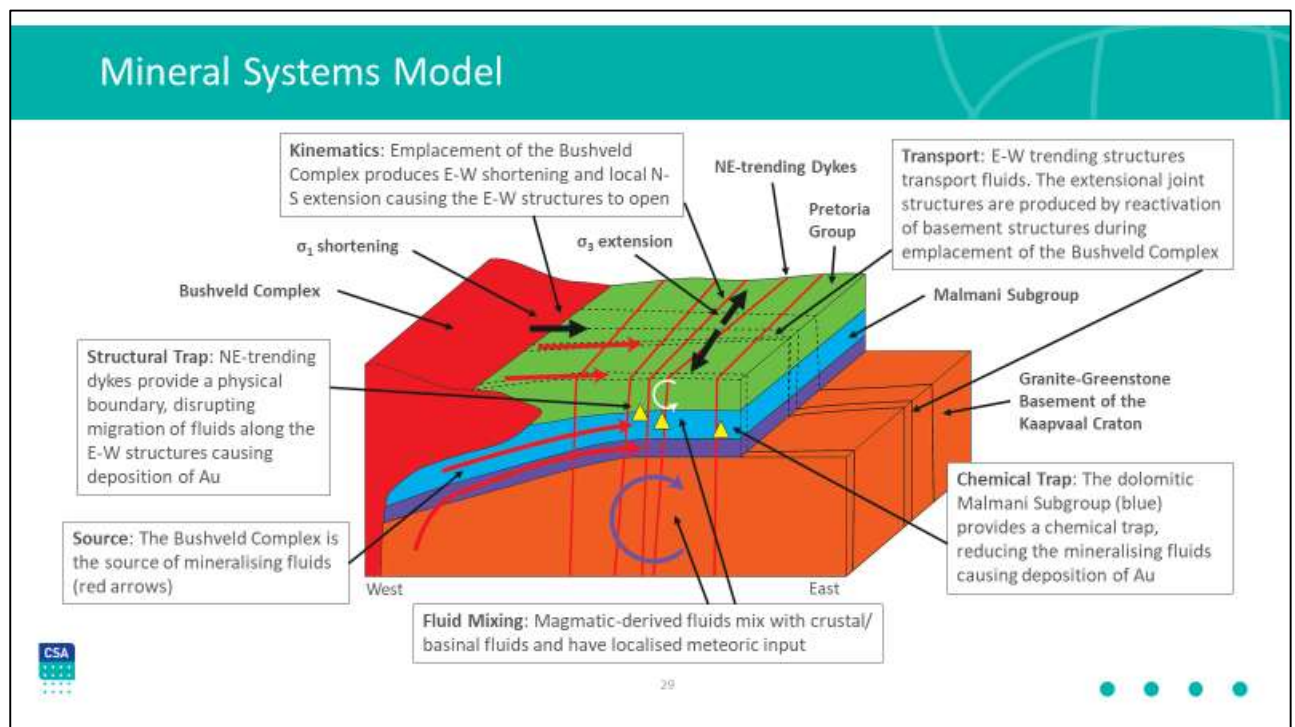 Mineral Systems Model
Kinematics: Emplacement of the Bushveld
Complex produces E-W shortening and local N-
S extension causing the E-W structures to open
NE-trending Dykes
Pretoria
Group
Transport: E-W trending structures
transport fluids. The extensional joint
structures are produced by reactivation
of basement structures during
emplacement of the Bushveld Complex
σ1 shortening
σ3 extension
Bushveld Complex
Malmani Subgroup
Structural Trap: NE-trending
dykes provide a physical
boundary, disrupting
migration of fluids along the
E-W structures causing
deposition of Au
Granite-Greenstone
Basement of the
Kaapvaal Craton
Chemical Trap: The dolomitic
Malmani Subgroup (blue)
provides a chemical trap,
reducing the mineralising fluids
causing deposition of Au
Source: The Bushveld Complex is
the source of mineralising fluids
(red arrows)
West
East
Fluid Mixing: Magmatic-derived fluids mix with crustal/
basinal fluids and have localised meteoric input
CSA
29